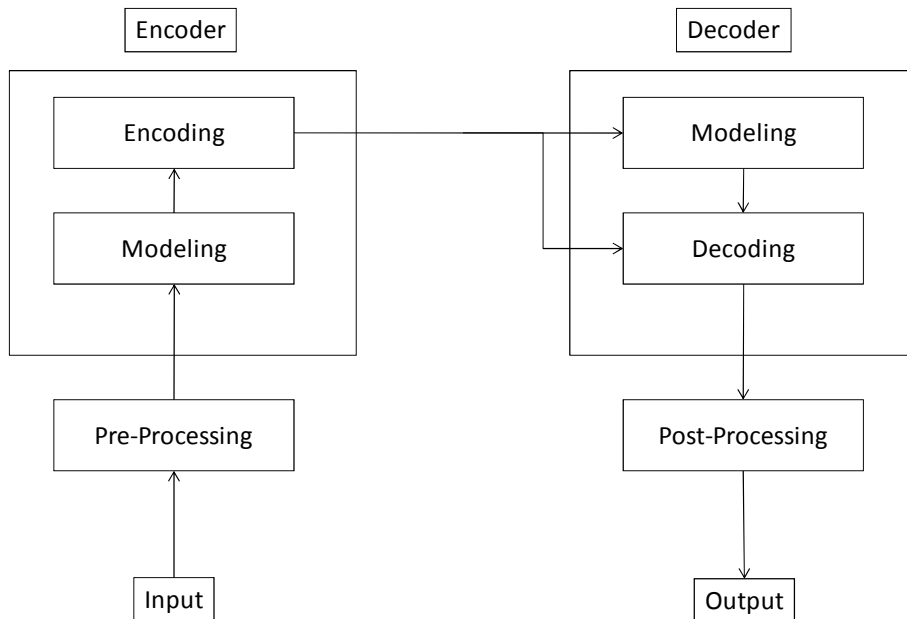 Encoder
Decoder
Encoding
Modeling
Modeling
Decoding
Pre-Processing
Post-Processing
Input
Output